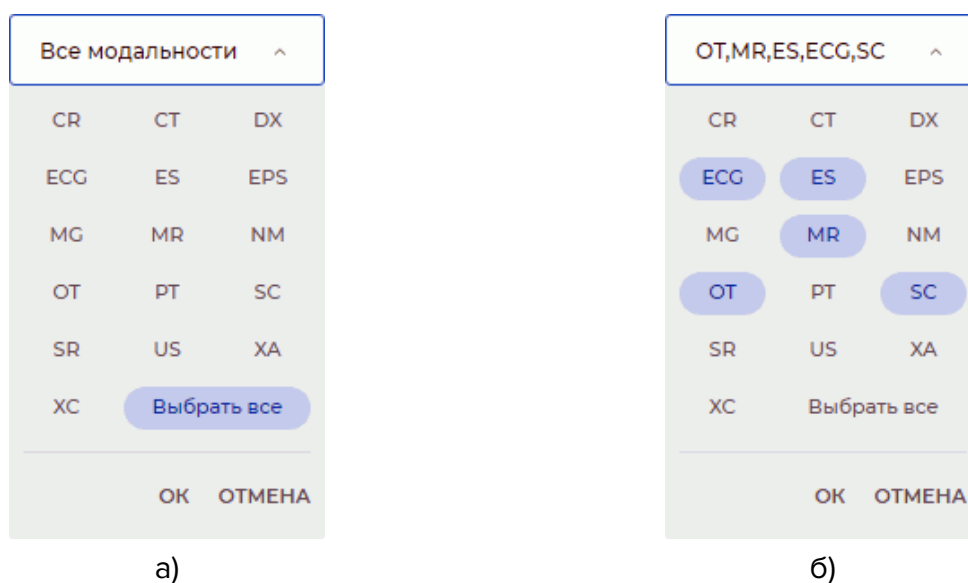 Все модальности
CR CT DX
ECG ES EPS
MG MR NM
OT PT SC
SR US XA
XC Выбрать все
ОК ОТМЕНА
а)
OT,MR,ES,ECG,SC
CR CT DX
ECG ES EPS
MG MR NM
OT PT SC
SR US XA
XC Выбрать все
ОК ОТМЕНА
б)